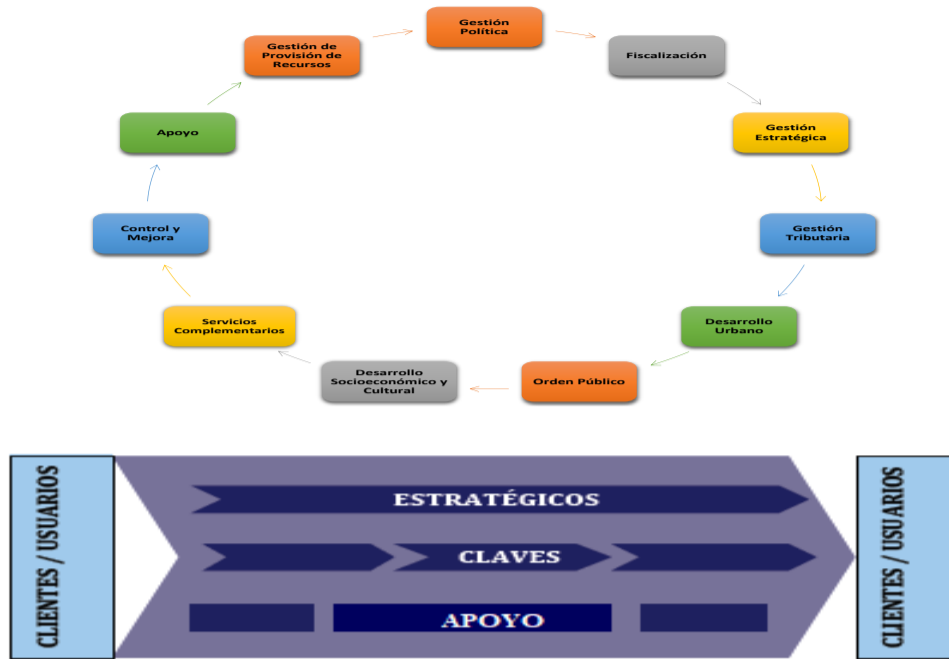 Gestión
Política
Fiscalización
Gestión
Estratégica
Gestión
Tributaria
Desarrollo
Urbano
Orden Público
Desarrollo
Socioeconómico y
Cultural
Servicios
Complementarios
Control y
Mejora
Apoyo
Gestión de
Provisión de
Recursos
CLIENTES / USUARIOS
ESTRATÉGICOS
CLAVES
APOYO
CLIENTES / USUARIOS